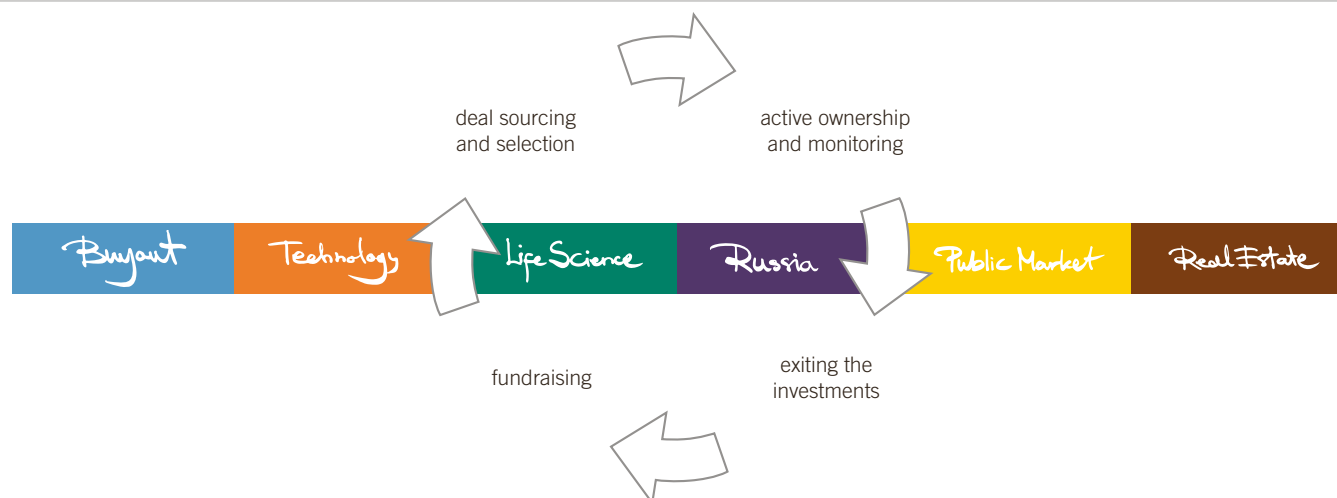 deal sourcing
and selection
active ownership
and monitoring
Buyout
Technology
Life Science
Russia
Public Market
Real Estate
fundraising
exiting the
investments